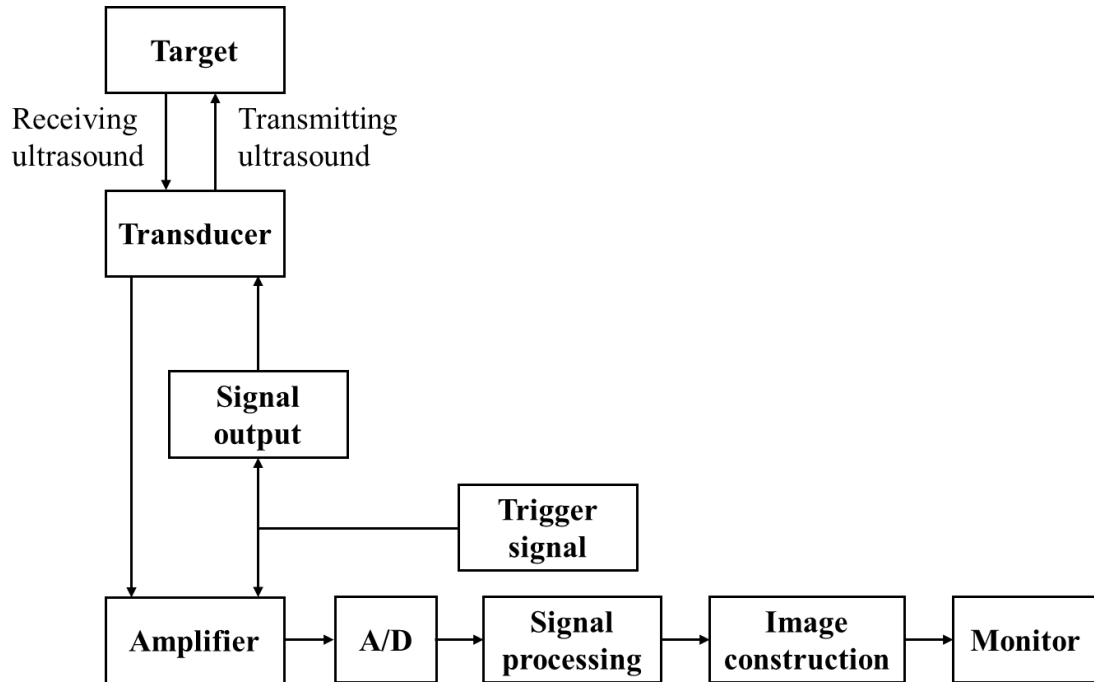 Target
Receiving
ultrasound
Transmitting
ultrasound
Transducer
Signal
output
Trigger
signal
Amplifier
A/D
Signal
processing
Image
construction
Monitor